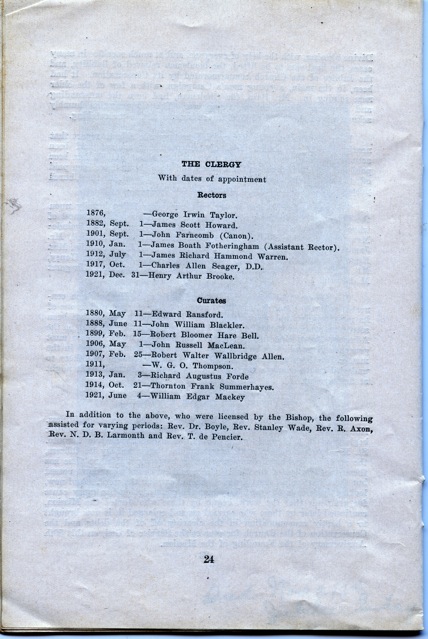 THE CLERGY
With dates of appointment
Rectors
1876, —George Irwin Taylor.
1882, Sept. 1—James Scott Howard.
1901, Sept. 1—John Farncomb (Canon).
1910, Jan. 1—James Boath Fotheringham (Assistant Rector).
1912, July 1—James Richard Hammond Warren.
1917, Oct. 1—Charles Allen Seager, D.D.
1921, Dec. 31—Henry Arthur Brooke.
Curates
1880, May 11—Edward Ransford.
1888, June 11—John William Blackler.
1899, Feb. 15—Robert Bloomer Hare Bell.
1906, May 1—John Russell MacLean.
1907, Feb. 25—Robert Walter Wallbridge Allen.
1911, —W. G. O. Thompson.
1913, Jan. 3—Richard Augustus Forde
1914, Oct. 21—Thornton Frank Summerhayes.
1921, June 4—William Edgar Mackey
In addition to the above, who were licensed by the Bishop, the following
assisted for varying periods: Rev. Dr. Boyle, Rev. Stanley Wade, Rev. R. Axon,
Rev. N. D. B. Larmonth and Rev. T. de Pencier.
24